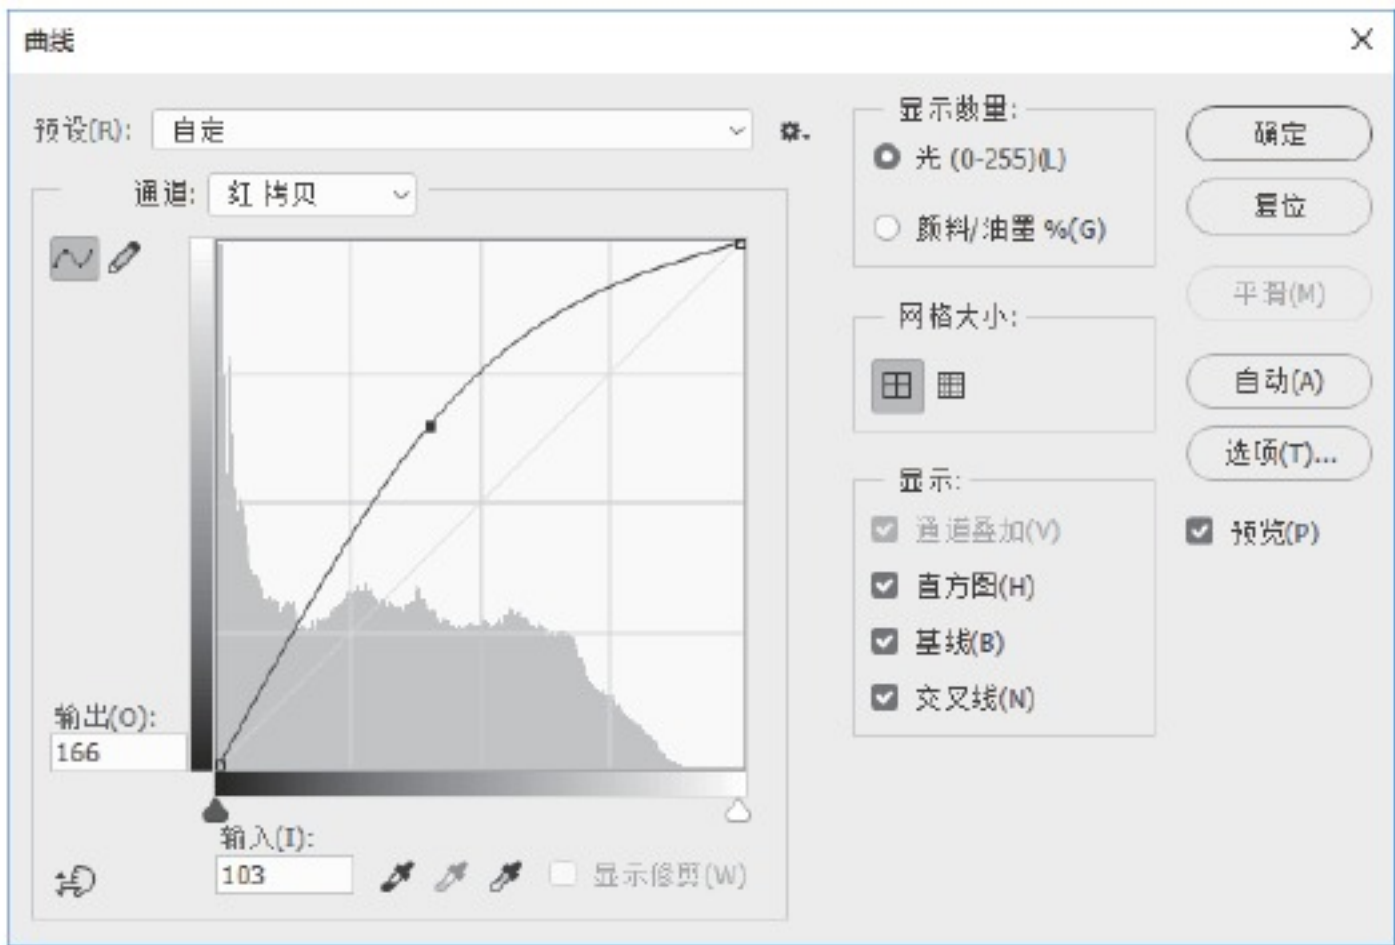 曲线
预设(R): 自定
通道: 红 拷贝
输出(O):
166
输入(I):
103
显示修剪(W)
显示数量:
光 (0-255)(L)
颜料/油墨 %(G)
网格大小:
显示:
通道叠加(V)
直方图(H)
基线(B)
交叉线(N)
确定
复位
平滑(M)
自动(A)
选项(T)...
预览(P)